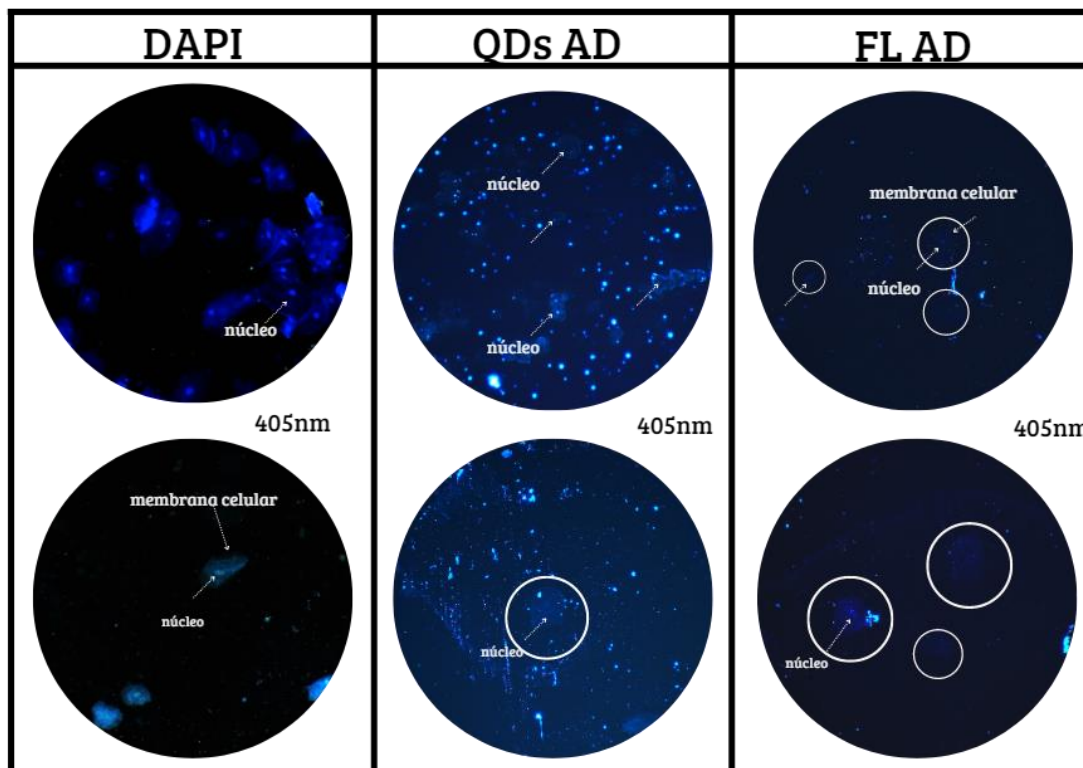 DAPI
QDs AD
FL AD
núcleo
núcleo
núcleo
membrana celular
núcleo
405nm
405nm
405nm
membrana celular
núcleo
núcleo
núcleo